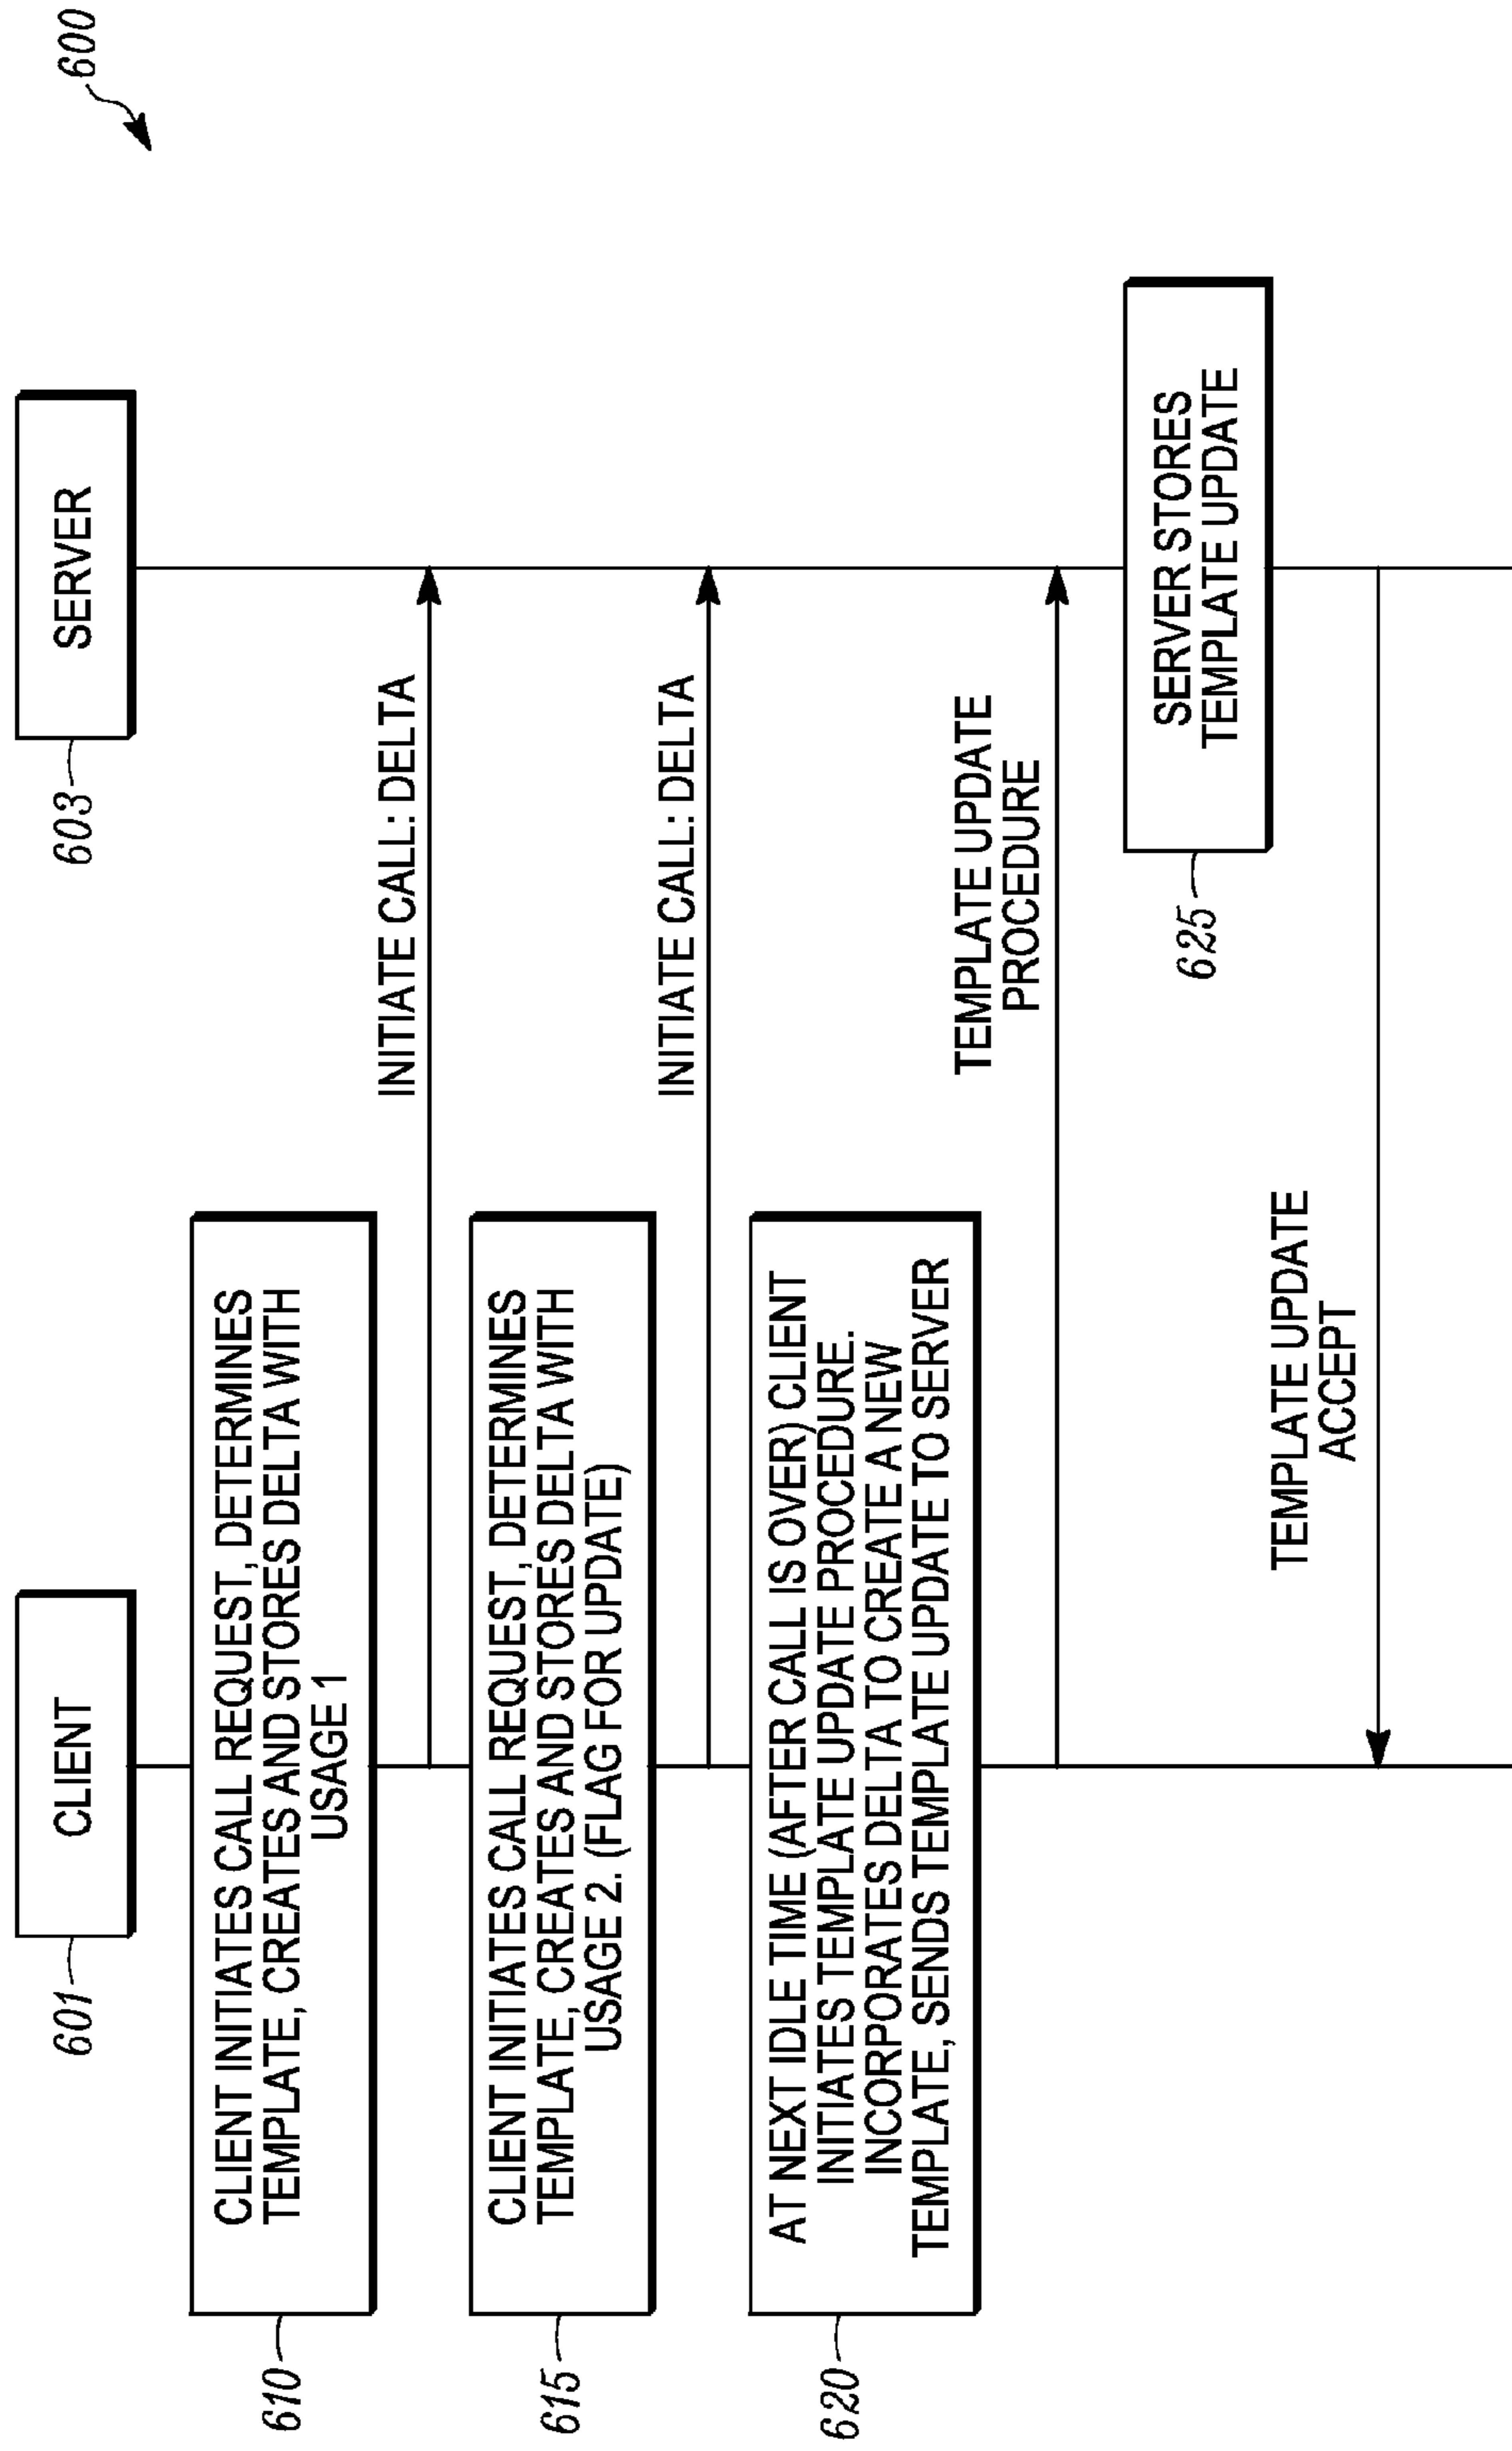 600
CLIENT
601
SERVER
603
CLIENT INITIATES CALL REQUEST, DETERMINES
TEMPLATE, CREATES AND STORES DELTA WITH
USAGE 1
610
INITIATE CALL: DELTA
CLIENT INITIATES CALL REQUEST, DETERMINES
TEMPLATE, CREATES AND STORES DELTA WITH
USAGE 2. (FLAG FOR UPDATE)
615
INITIATE CALL: DELTA
AT NEXT IDLE TIME (AFTER CALL IS OVER) CLIENT
INITIATES TEMPLATE UPDATE PROCEDURE.
INCORPORATES DELTA TO CREATE A NEW
TEMPLATE, SENDS TEMPLATE UPDATE TO SERVER
620
TEMPLATE UPDATE
PROCEDURE
SERVER STORES
TEMPLATE UPDATE
625
TEMPLATE UPDATE
ACCEPT